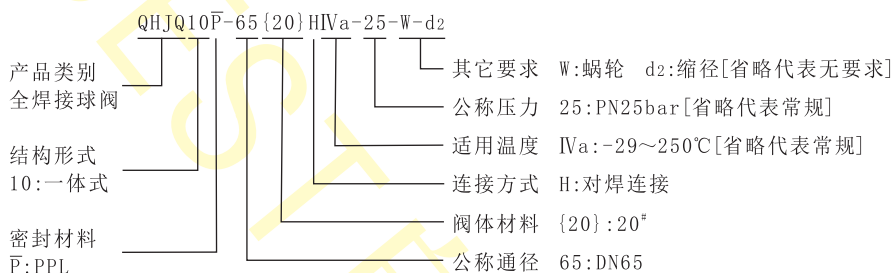 QHJQ10P̅-65{20}HⅣa-25-W-d₂
产品类别
全焊接球阀
结构形式
10:一体式
密封材料
P̅:PPL
其它要求 W:蜗轮 d₂:缩径[省略代表无要求]
公称压力 25:PN25bar[省略代表常规]
适用温度 Ⅳa:-29～250℃[省略代表常规]
连接方式 H:对焊连接
阀体材料 {20}:20#
公称通径 65:DN65